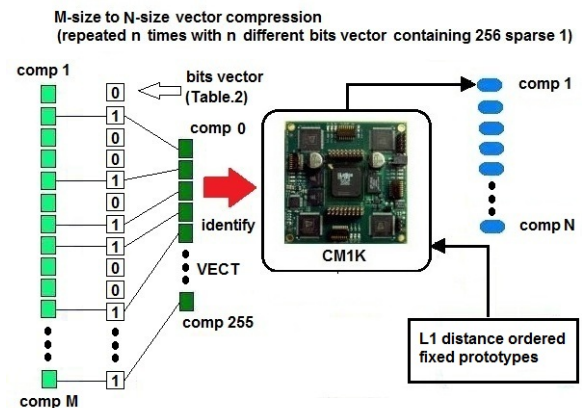 M-size to N-size vector compression
(repeated n times with n different bits vector containing 256 sparse 1)
comp 1
bits vector
(Table.2)
comp 0
comp 1
0
1
0
0
1
0
1
1
0
0
1
1
identify
VECT
comp 255
CM1K
comp N
L1 distance ordered
fixed prototypes
comp M